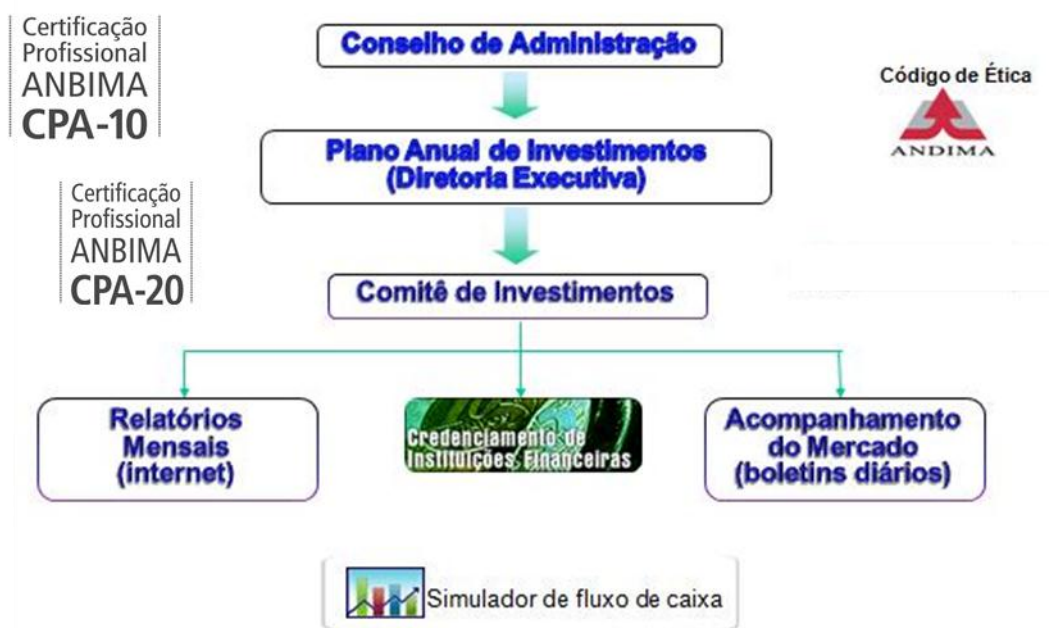 Certificação
Profissional
ANBIMA
CPA-10
Conselho de Administração
Código de Ética
ANDIMA
Plano Anual de Investimentos
(Diretoria Executiva)
Certificação
Profissional
ANBIMA
CPA-20
Comitê de Investimentos
Relatórios
Mensais
(internet)
Credenciamento de
Instituições Financeiras
Acompanhamento
do Mercado
(boletins diários)
Simulador de fluxo de caixa